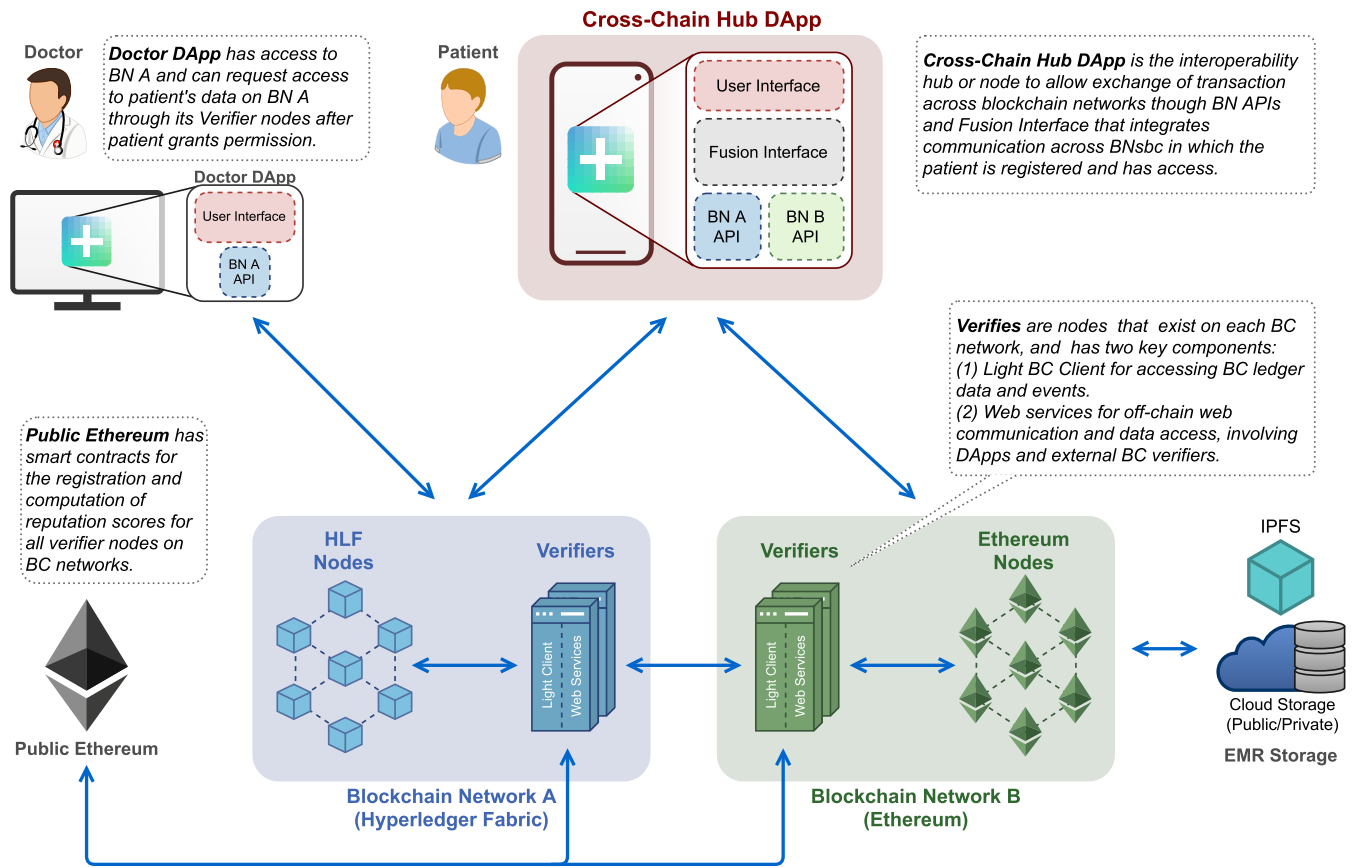 Cross-Chain Hub DApp
Doctor
Doctor DApp has access to
BN A and can request access
to patient's data on BN A
through its Verifier nodes after
patient grants permission.
Patient
User Interface
Fusion Interface
BN A
API
BN B
API
Cross-Chain Hub DApp is the interoperability
hub or node to allow exchange of transaction
across blockchain networks though BN APIs
and Fusion Interface that integrates
communication across BNsbc in which the
patient is registered and has access.
Doctor DApp
User Interface
BN A
API
Verifies are nodes that exist on each BC
network, and has two key components:
(1) Light BC Client for accessing BC ledger
data and events.
(2) Web services for off-chain web
communication and data access, involving
DApps and external BC verifiers.
Public Ethereum has
smart contracts for
the registration and
computation of
reputation scores for
all verifier nodes on
BC networks.
Public Ethereum
HLF
Nodes
Verifiers
Light Client
Web Services
Blockchain Network A
(Hyperledger Fabric)
Verifiers
Light Client
Web Services
Ethereum
Nodes
Blockchain Network B
(Ethereum)
IPFS
Cloud Storage
(Public/Private)
EMR Storage